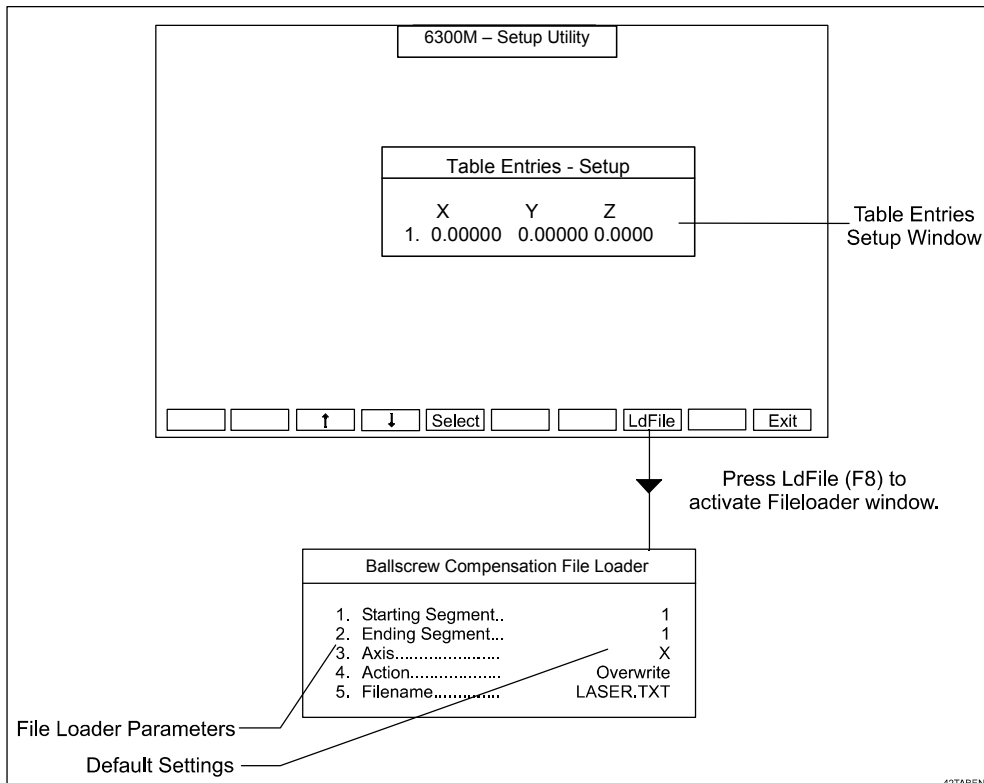 6300M – Setup Utility
Table Entries - Setup
X Y Z
1. 0.00000 0.00000 0.0000
Table Entries
Setup Window
↑ ↓ Select LdFile Exit
Press LdFile (F8) to
activate Fileloader window.
Ballscrew Compensation File Loader
1. Starting Segment.. 1
2. Ending Segment... 1
3. Axis...................... X
4. Action................... Overwrite
5. Filename.............. LASER.TXT
File Loader Parameters
Default Settings